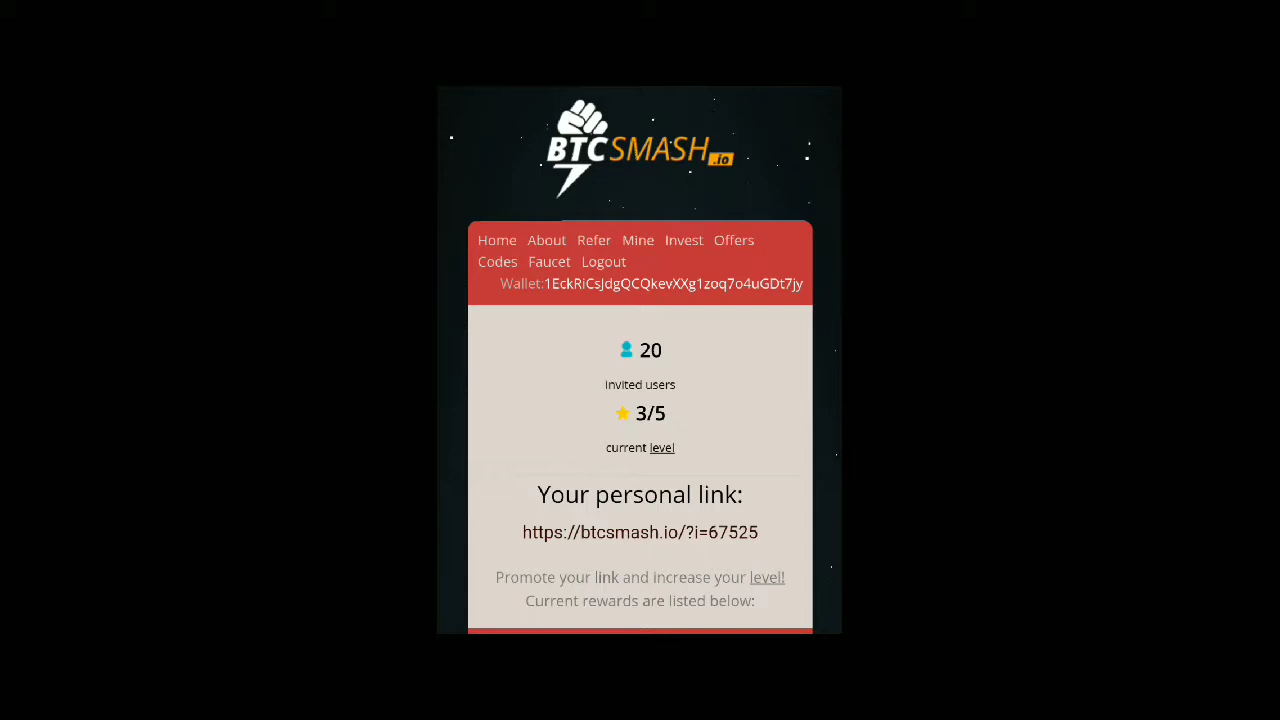 BTCSMASH.io
Home About Refer Mine Invest Offers
Codes Faucet Logout
Wallet:1EckRiCsJdgQCQkevXXg1zoq7o4uGDt7jy
20
invited users
3/5
current level
Your personal link:
https://btcsmash.io/?i=67525
Promote your link and increase your level!
Current rewards are listed below: